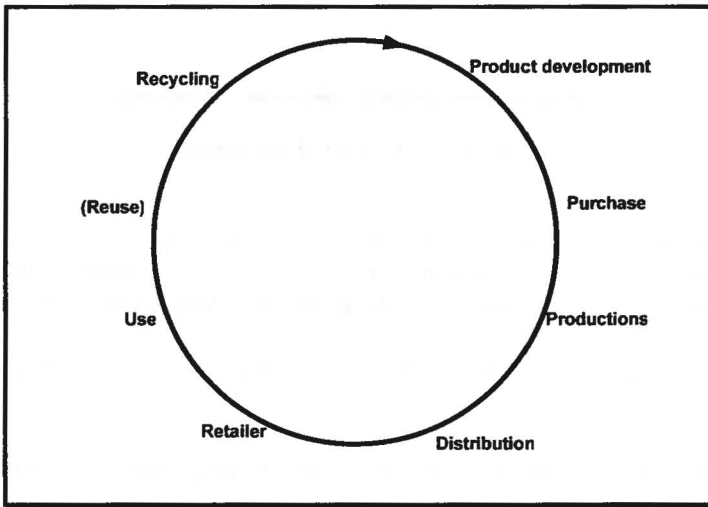 Recycling
Product development
(Reuse)
Purchase
Use
Productions
Retailer
Distribution